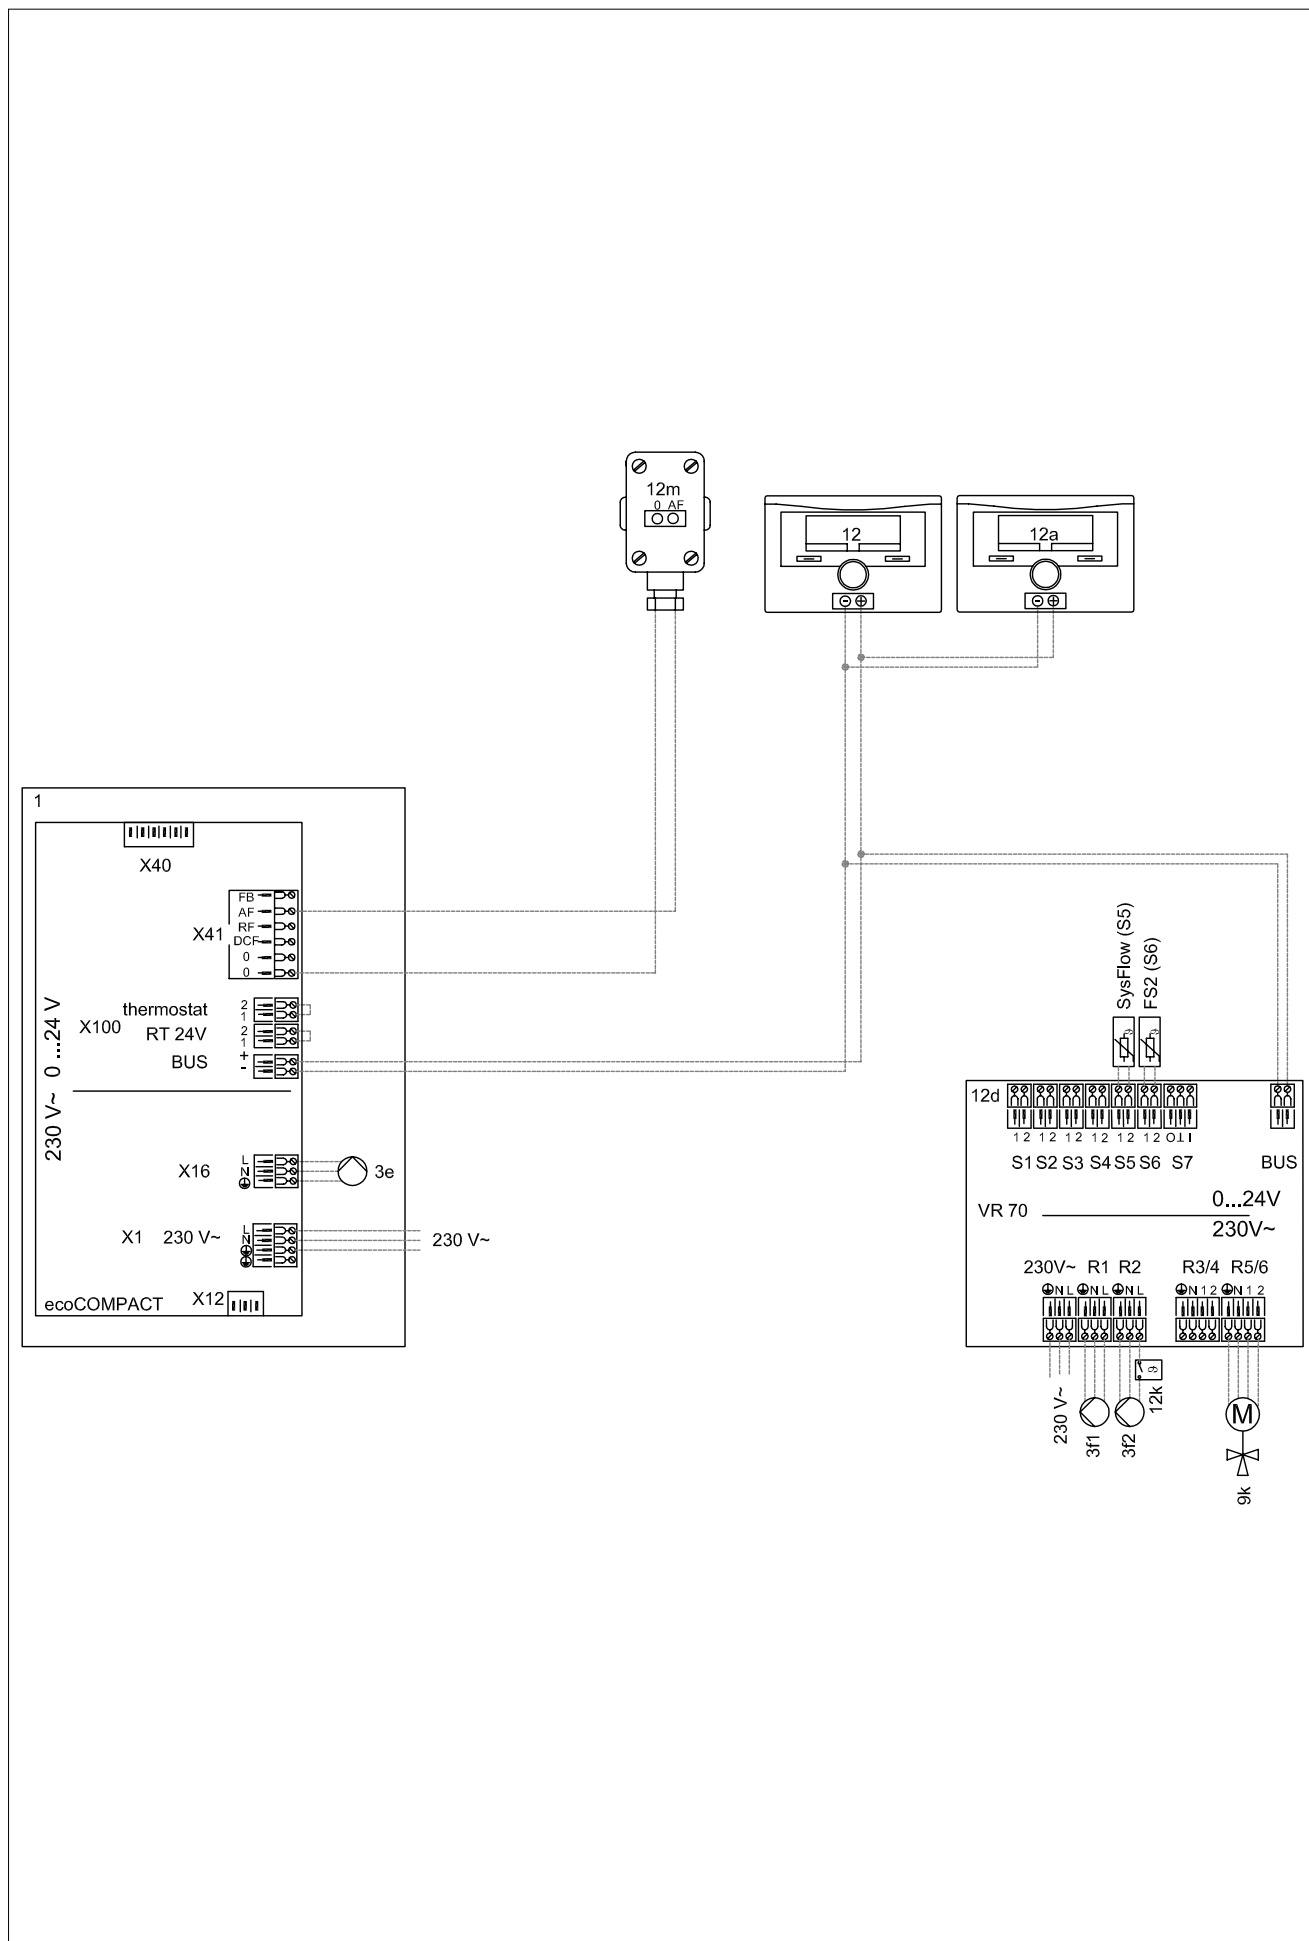 12m
0 AF
12
12a
1
X40
X41
FB
AF
RF
DCF
0
0
0 ...24 V
230 V~
X100
thermostat
2
1
RT 24V
2
1
BUS
+
-
X16
L
N
3e
X1
230 V~
L
N
230 V~
X12
ecoCOMPACT
SysFlow (S5)
FS2 (S6)
12d
1 2 1 2 1 2 1 2 1 2 1 2 O T I
S1 S2 S3 S4 S5 S6 S7 BUS
VR 70
0...24V
230V~
230V~ R1 R2 R3/4 R5/6
N L N L N L N 1 2 N 1 2
ϑ
12k
230 V~
3f1
3f2
M
9k